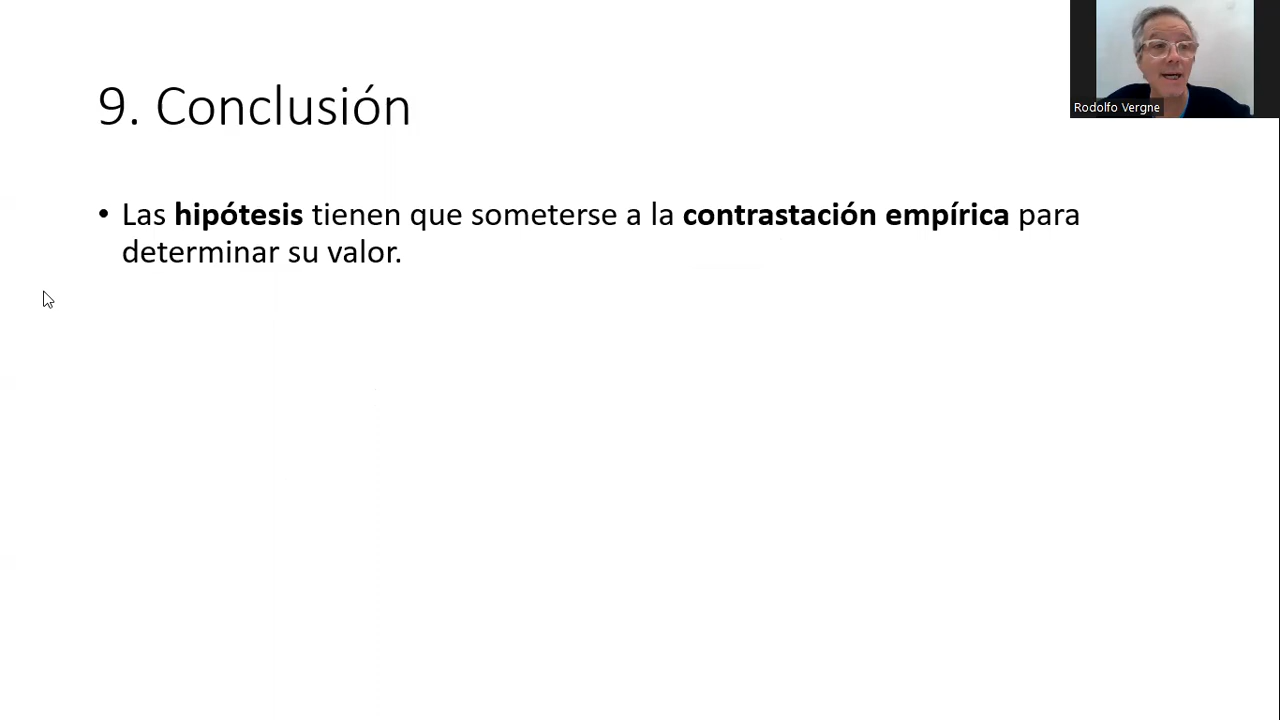 Rodolfo Vergne
9. Conclusión
• Las hipótesis tienen que someterse a la contrastación empírica para
determinar su valor.